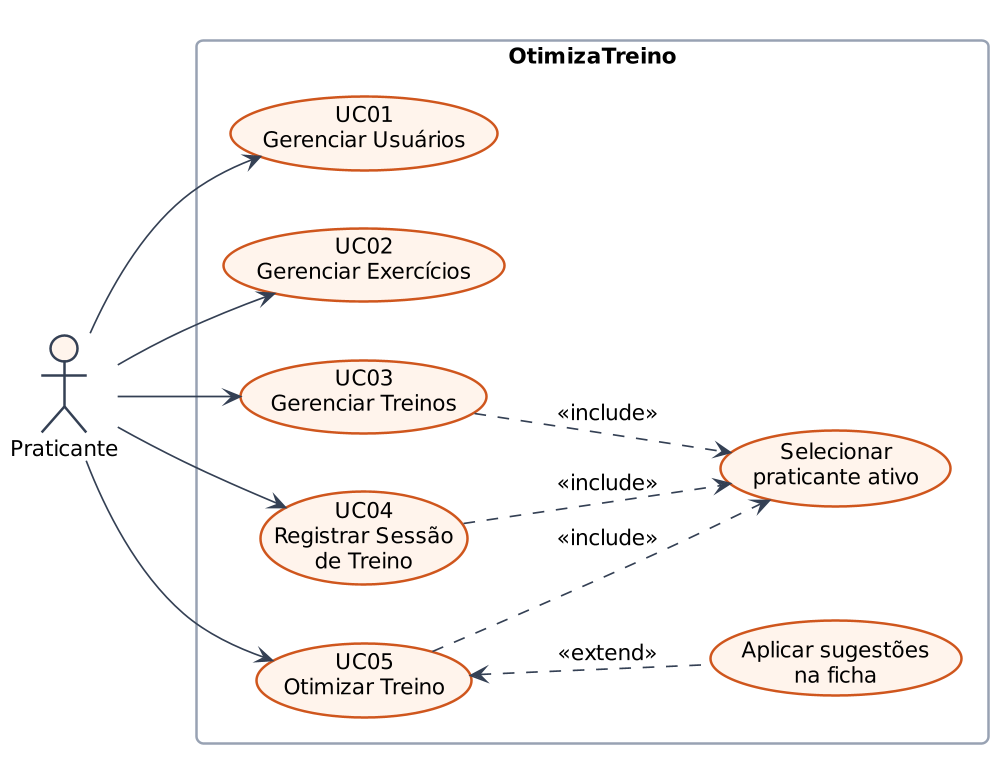 OtimizaTreino
UC01
Gerenciar Usuários
UC02
Gerenciar Exercícios
UC03
Gerenciar Treinos
«include»
Selecionar
praticante ativo
Praticante
«include»
UC04
Registrar Sessão
de Treino
«include»
UC05
Otimizar Treino
«extend»
Aplicar sugestões
na ficha